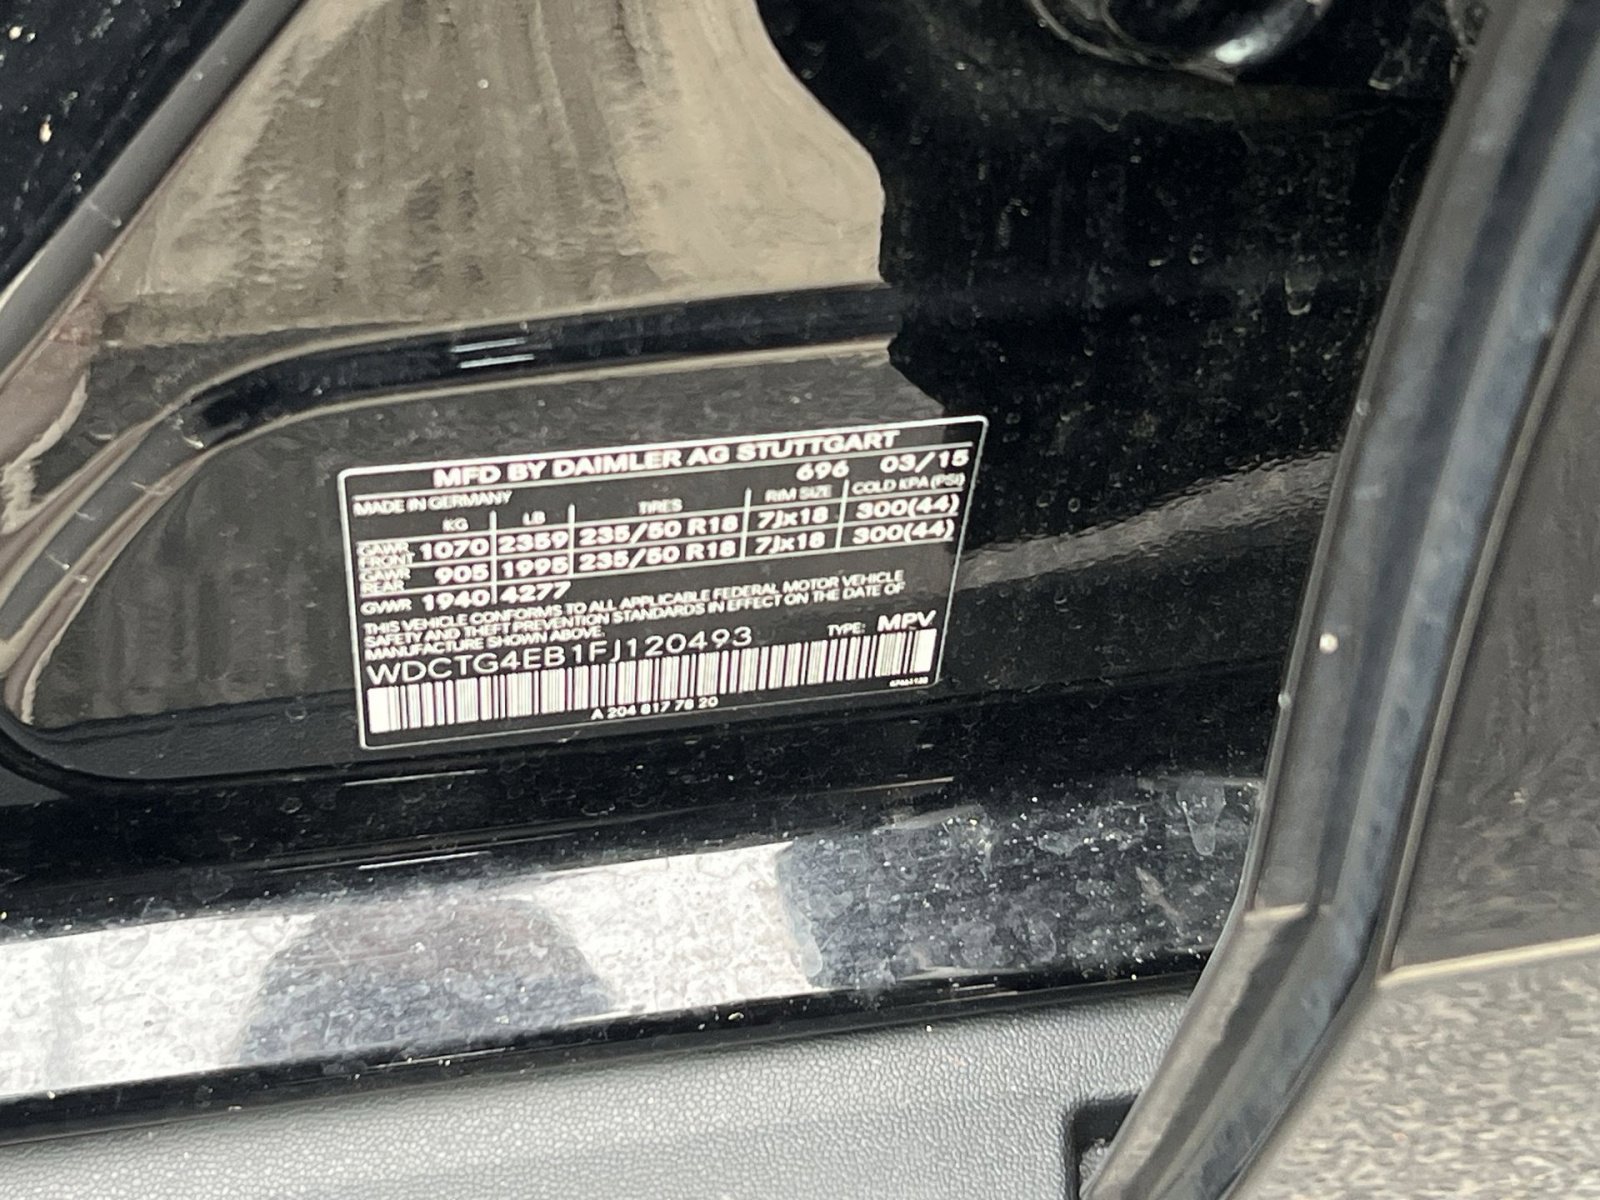 MFD BY DAIMLER AG STUTTGART
MADE IN GERMANY 696 03/15
KG LB TIRES RIM SIZE COLD KPA (PSI)
GAWR FRONT 1070 2359 235/50 R18 7Jx18 300(44)
GAWR REAR 905 1995 235/50 R18 7Jx18 300(44)
GVWR 1940 4277
THIS VEHICLE CONFORMS TO ALL APPLICABLE FEDERAL MOTOR VEHICLE
SAFETY AND THEFT PREVENTION STANDARDS IN EFFECT ON THE DATE OF
MANUFACTURE SHOWN ABOVE.
WDCTG4EB1FJ120493 TYPE: MPV
A 204 817 78 20